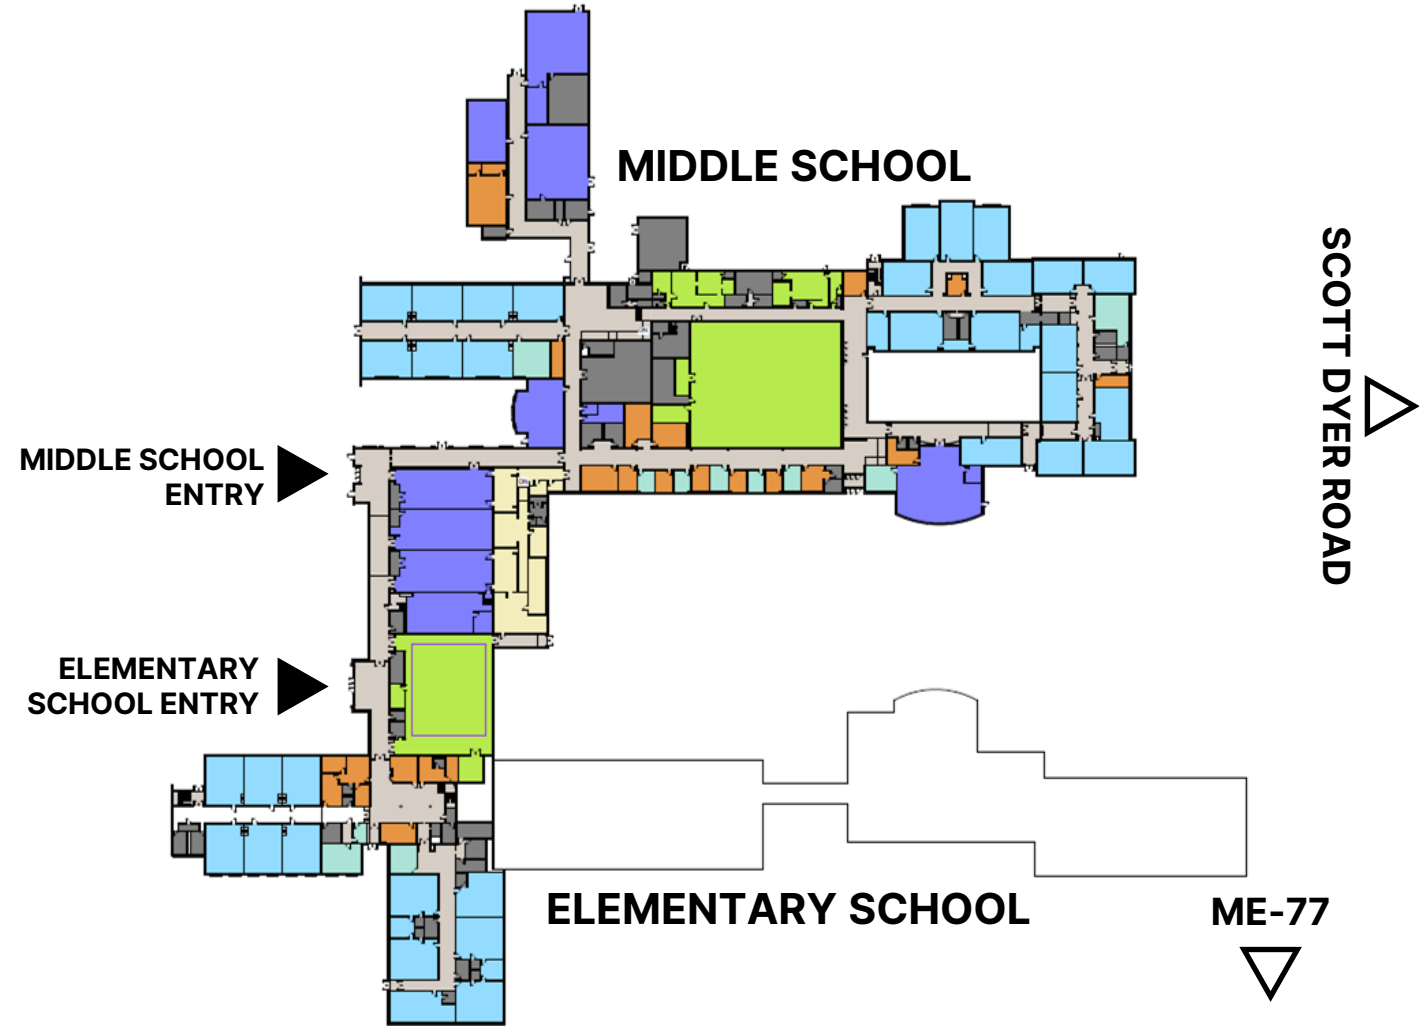 MIDDLE SCHOOL
SCOTT DYER ROAD
MIDDLE SCHOOL
ENTRY
ELEMENTARY
SCHOOL ENTRY
ELEMENTARY SCHOOL
ME-77